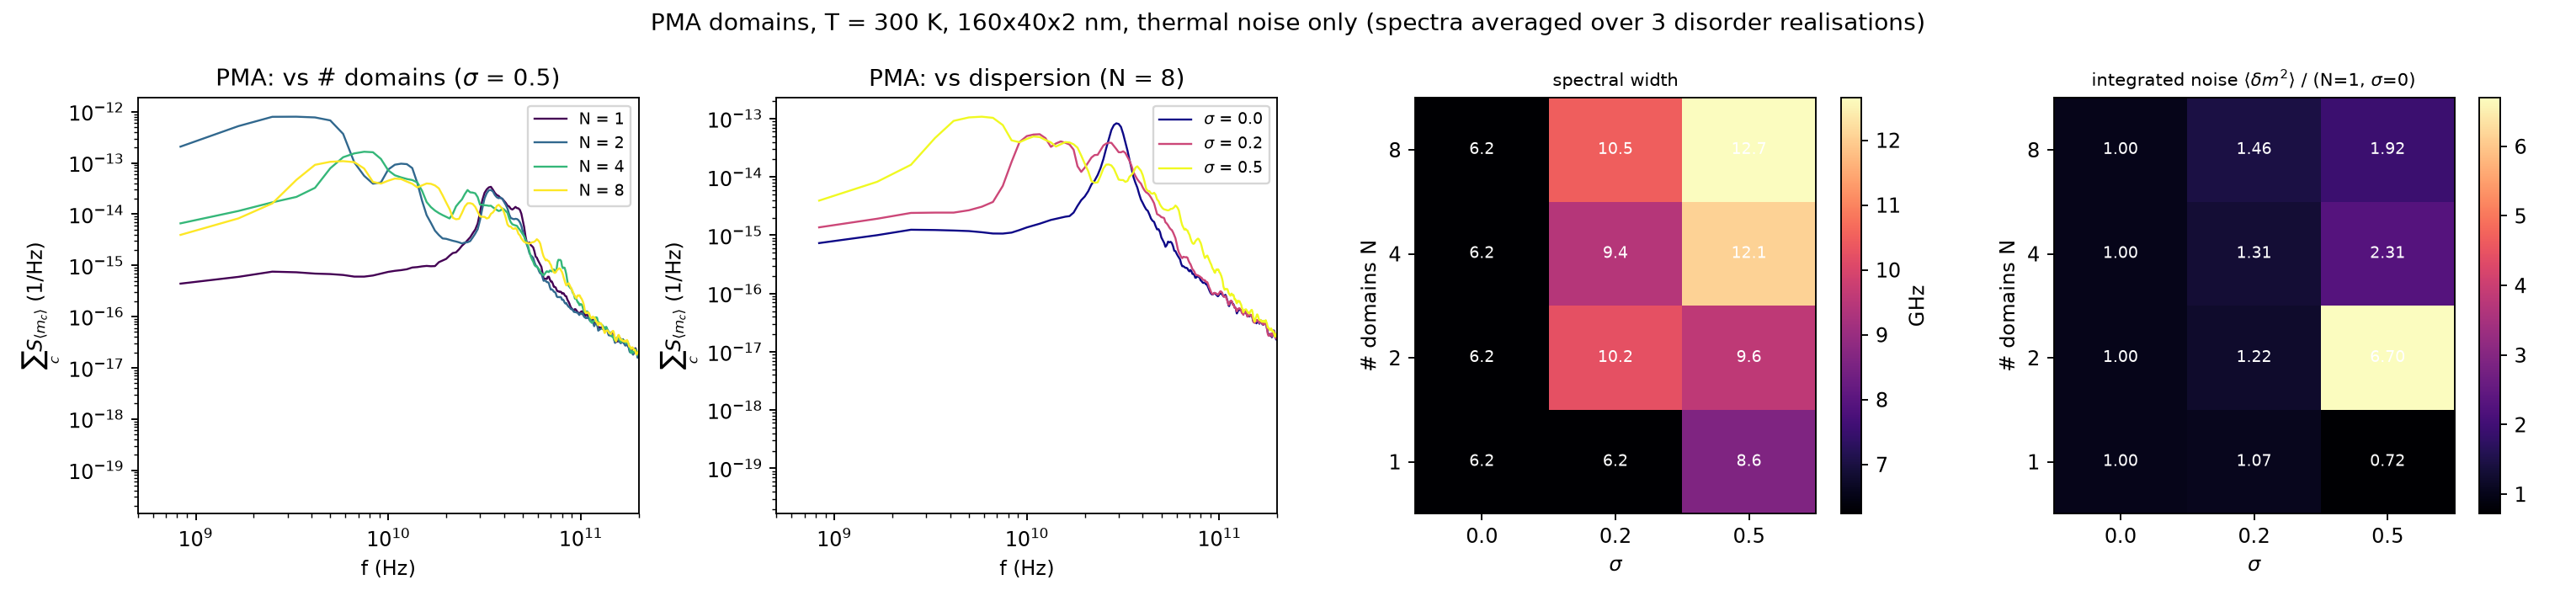 PMA domains, T = 300 K, 160x40x2 nm, thermal noise only (spectra averaged over 3 disorder realisations)
PMA: vs # domains (σ = 0.5)
10⁻¹²
10⁻¹³
10⁻¹⁴
10⁻¹⁵
10⁻¹⁶
10⁻¹⁷
10⁻¹⁸
10⁻¹⁹
∑_c S_⟨m_c⟩ (1/Hz)
N = 1
N = 2
N = 4
N = 8
10⁹ 10¹⁰ 10¹¹
f (Hz)
PMA: vs dispersion (N = 8)
10⁻¹³
10⁻¹⁴
10⁻¹⁵
10⁻¹⁶
10⁻¹⁷
10⁻¹⁸
10⁻¹⁹
∑_c S_⟨m_c⟩ (1/Hz)
σ = 0.0
σ = 0.2
σ = 0.5
10⁹ 10¹⁰ 10¹¹
f (Hz)
spectral width
# domains N
8 6.2 10.5 12.7
4 6.2 9.4 12.1
2 6.2 10.2 9.6
1 6.2 6.2 8.6
0.0 0.2 0.5
σ
12
11
10
9
8
7
GHz
integrated noise ⟨δm²⟩ / (N=1, σ=0)
# domains N
8 1.00 1.46 1.92
4 1.00 1.31 2.31
2 1.00 1.22 6.70
1 1.00 1.07 0.72
0.0 0.2 0.5
σ
6
5
4
3
2
1